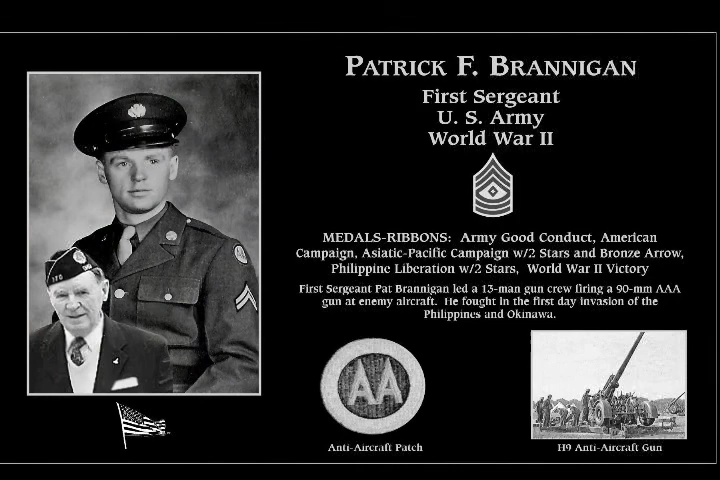 PATRICK F. BRANNIGAN
First Sergeant
U. S. Army
World War II
MEDALS-RIBBONS: Army Good Conduct, American
Campaign, Asiatic-Pacific Campaign w/2 Stars and Bronze Arrow,
Philippine Liberation w/2 Stars, World War II Victory
First Sergeant Pat Brannigan led a 13-man gun crew firing a 90-mm AAA
gun at enemy aircraft. He fought in the first day invasion of the
Philippines and Okinawa.
170
AA
Anti-Aircraft Patch
H9 Anti-Aircraft Gun